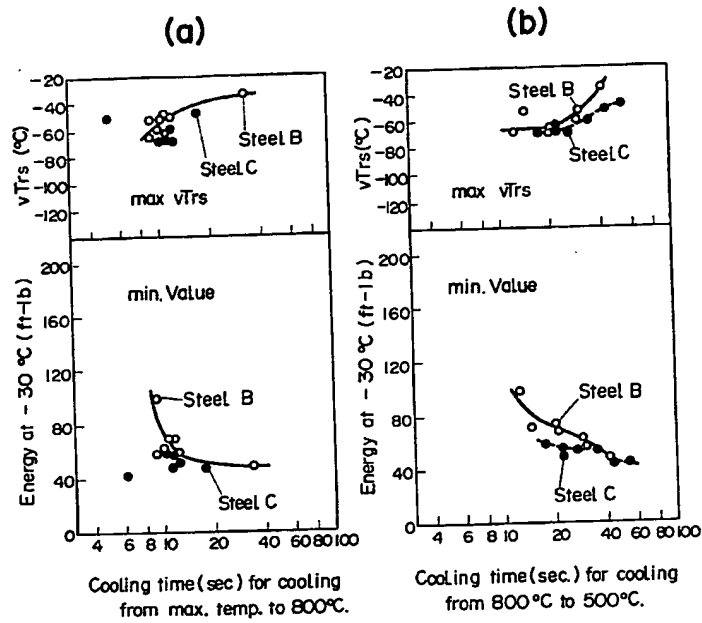 (a)
(b)
vTrs (°C)
-20
-40
-60
-80
-100
-120
Steel B
Steel C
max vTrs
vTrs(°C)
-20
-40
-60
-80
-100
-120
Steel B
Steel C
max vTrs
Energy at - 30 °C (ft-lb)
200
160
120
80
40
0
min. Value
Steel B
Steel C
4 6 8 10 20 40 60 80 100
Cooling time(sec) for cooling
from max. temp. to 800°C.
Energy at - 30 °C (ft-lb)
200
160
120
80
40
0
min. Value
Steel B
Steel C
4 6 8 10 20 40 60 80 100
Cooling time(sec.) for cooling
from 800°C to 500°C.